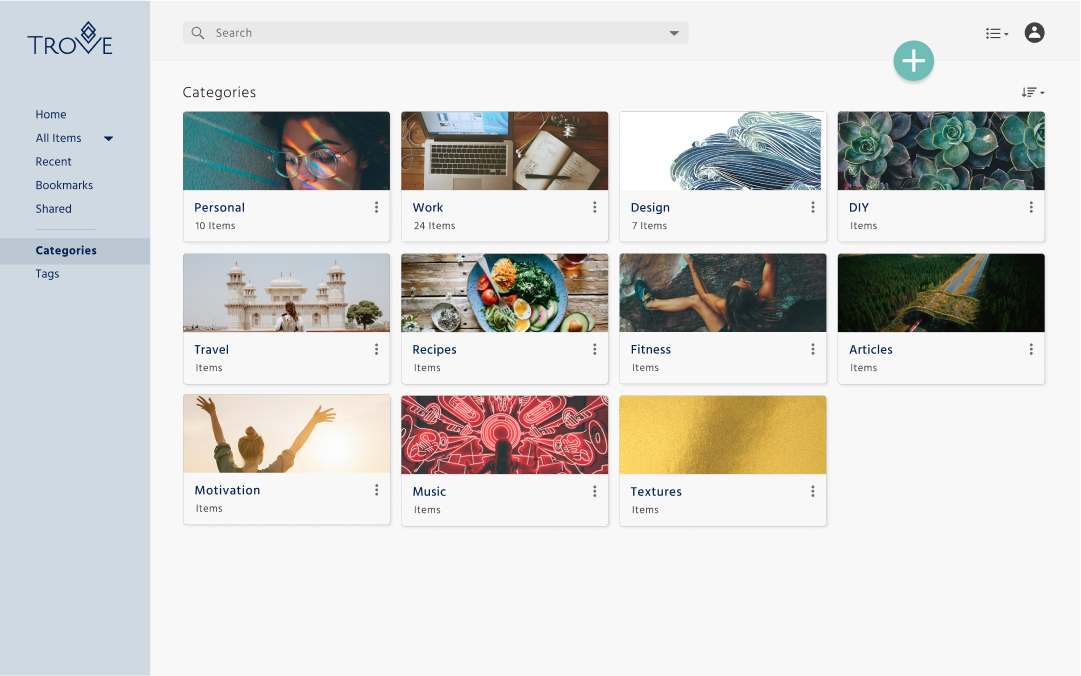 TROVE
Search
Home
All Items
Recent
Bookmarks
Shared
Categories
Tags
Categories
Personal
10 Items
Work
24 Items
Design
7 Items
DIY
Items
Travel
Items
Recipes
Items
Fitness
Items
Articles
Items
Motivation
Items
Music
Items
Textures
Items